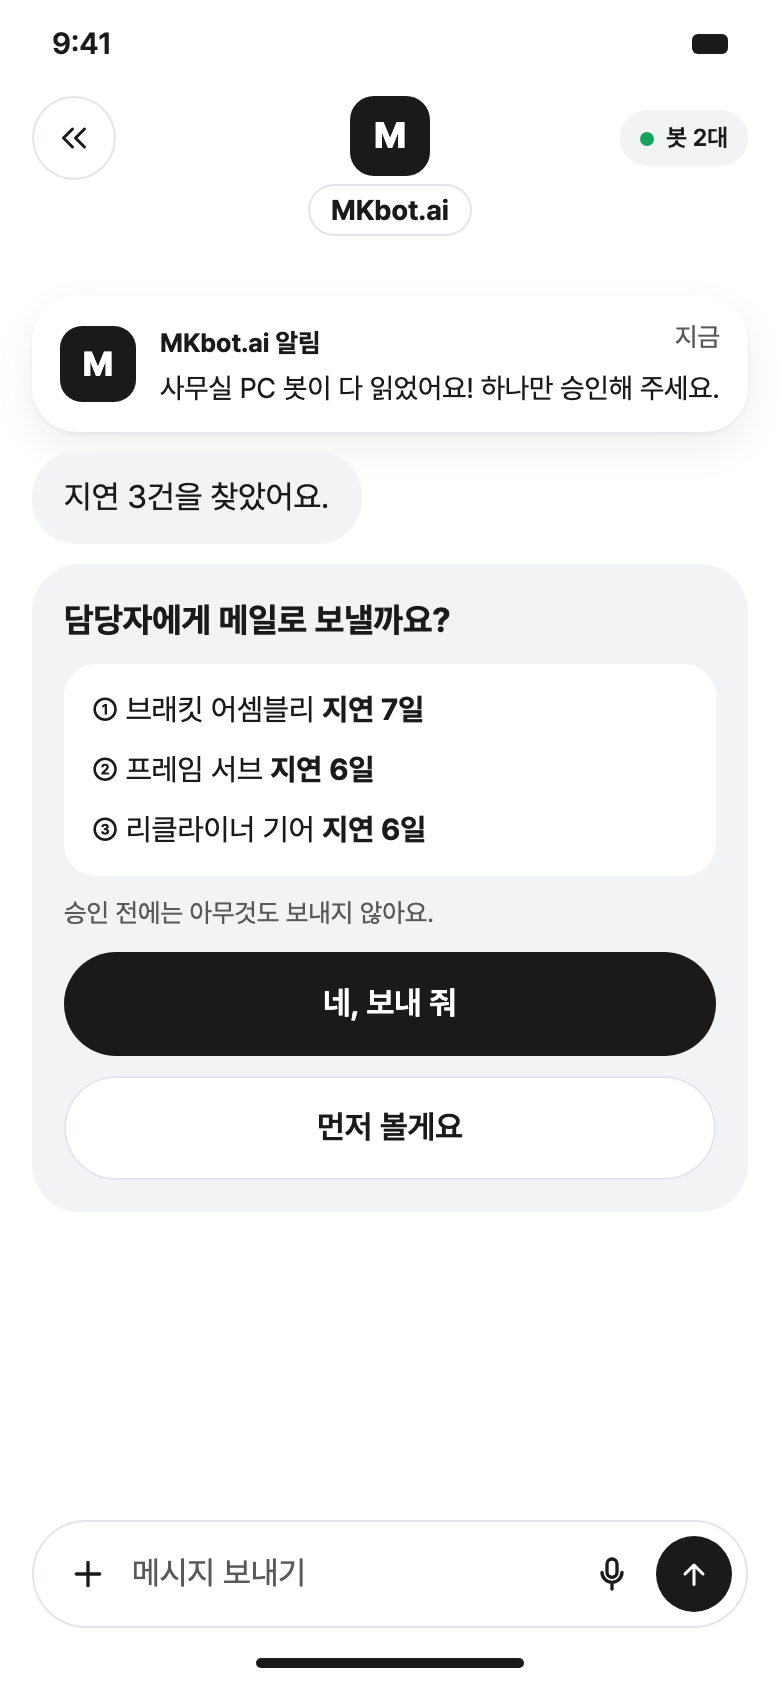 9:41
M
봇 2대
MKbot.ai
M
MKbot.ai 알림
지금
사무실 PC 봇이 다 읽었어요! 하나만 승인해 주세요.
지연 3건을 찾았어요.
담당자에게 메일로 보낼까요?
① 브래킷 어셈블리 지연 7일
② 프레임 서브 지연 6일
③ 리클라이너 기어 지연 6일
승인 전에는 아무것도 보내지 않아요.
네, 보내 줘
먼저 볼게요
메시지 보내기